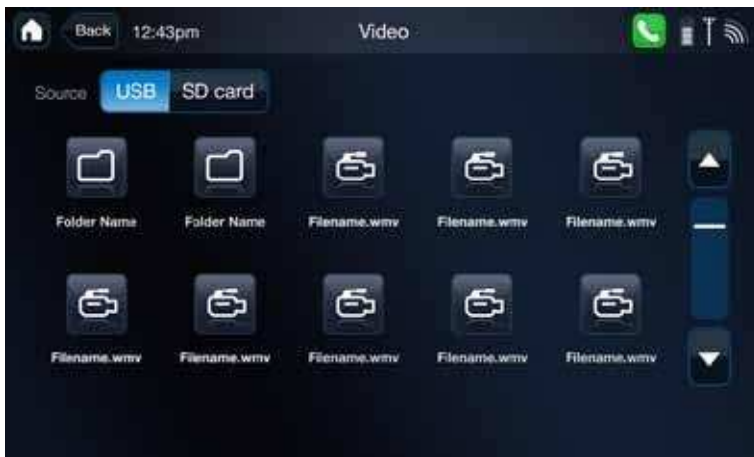 Back 12:43pm Video
Source USB SD card
Folder Name Folder Name Filename.wmv Filename.wmv Filename.wmv
Filename.wmv Filename.wmv Filename.wmv Filename.wmv Filename.wmv